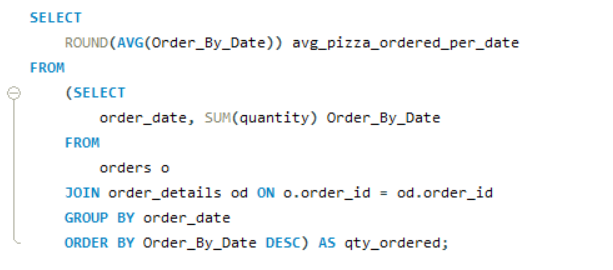 SELECT
ROUND(AVG(Order_By_Date)) avg_pizza_ordered_per_date
FROM
(SELECT
order_date, SUM(quantity) Order_By_Date
FROM
orders o
JOIN order_details od ON o.order_id = od.order_id
GROUP BY order_date
ORDER BY Order_By_Date DESC) AS qty_ordered;